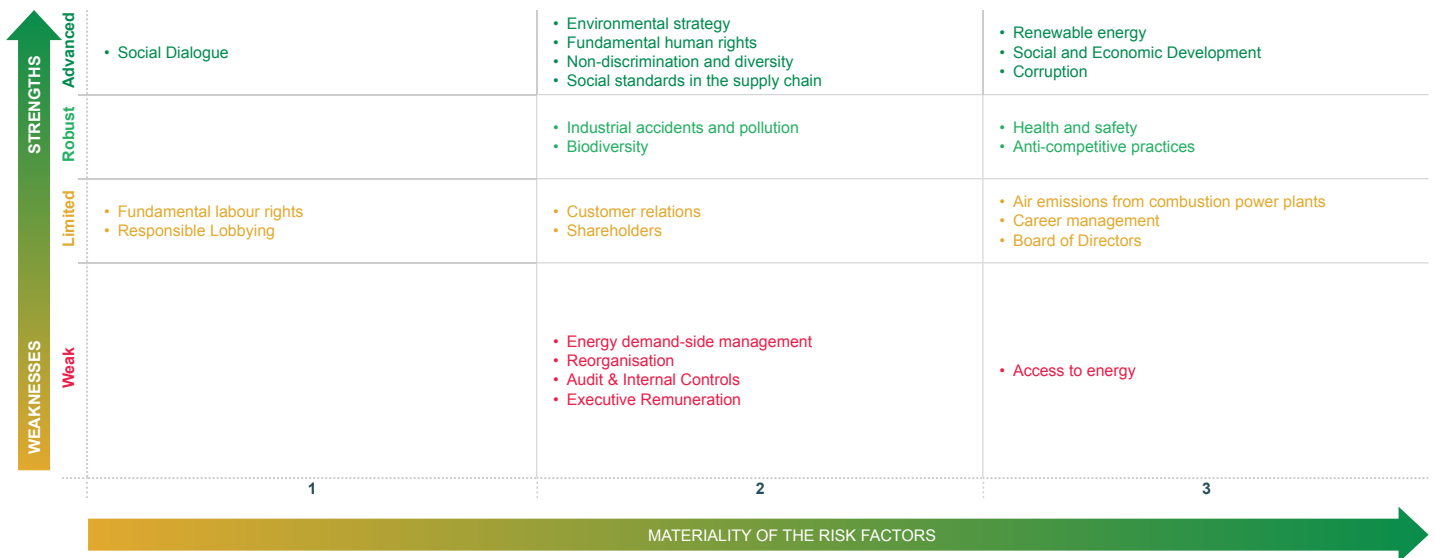 STRENGTHS
WEAKNESSES
Advanced
• Social Dialogue
• Environmental strategy
• Fundamental human rights
• Non-discrimination and diversity
• Social standards in the supply chain
• Renewable energy
• Social and Economic Development
• Corruption
Robust
• Industrial accidents and pollution
• Biodiversity
• Health and safety
• Anti-competitive practices
Limited
• Fundamental labour rights
• Responsible Lobbying
• Customer relations
• Shareholders
• Air emissions from combustion power plants
• Career management
• Board of Directors
Weak
• Energy demand-side management
• Reorganisation
• Audit & Internal Controls
• Executive Remuneration
• Access to energy
1
2
3
MATERIALITY OF THE RISK FACTORS